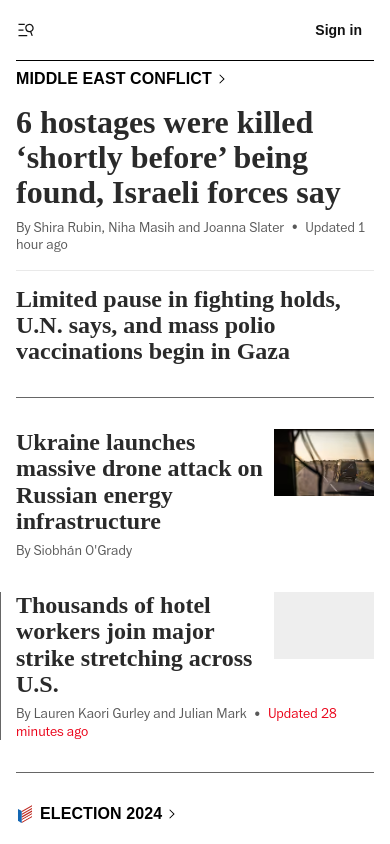 Sign in
MIDDLE EAST CONFLICT
6 hostages were killed
‘shortly before’ being
found, Israeli forces say
By Shira Rubin, Niha Masih and Joanna Slater • Updated 1
hour ago
Limited pause in fighting holds,
U.N. says, and mass polio
vaccinations begin in Gaza
Ukraine launches
massive drone attack on
Russian energy
infrastructure
By Siobhán O'Grady
Thousands of hotel
workers join major
strike stretching across
U.S.
By Lauren Kaori Gurley and Julian Mark • Updated 28
minutes ago
ELECTION 2024